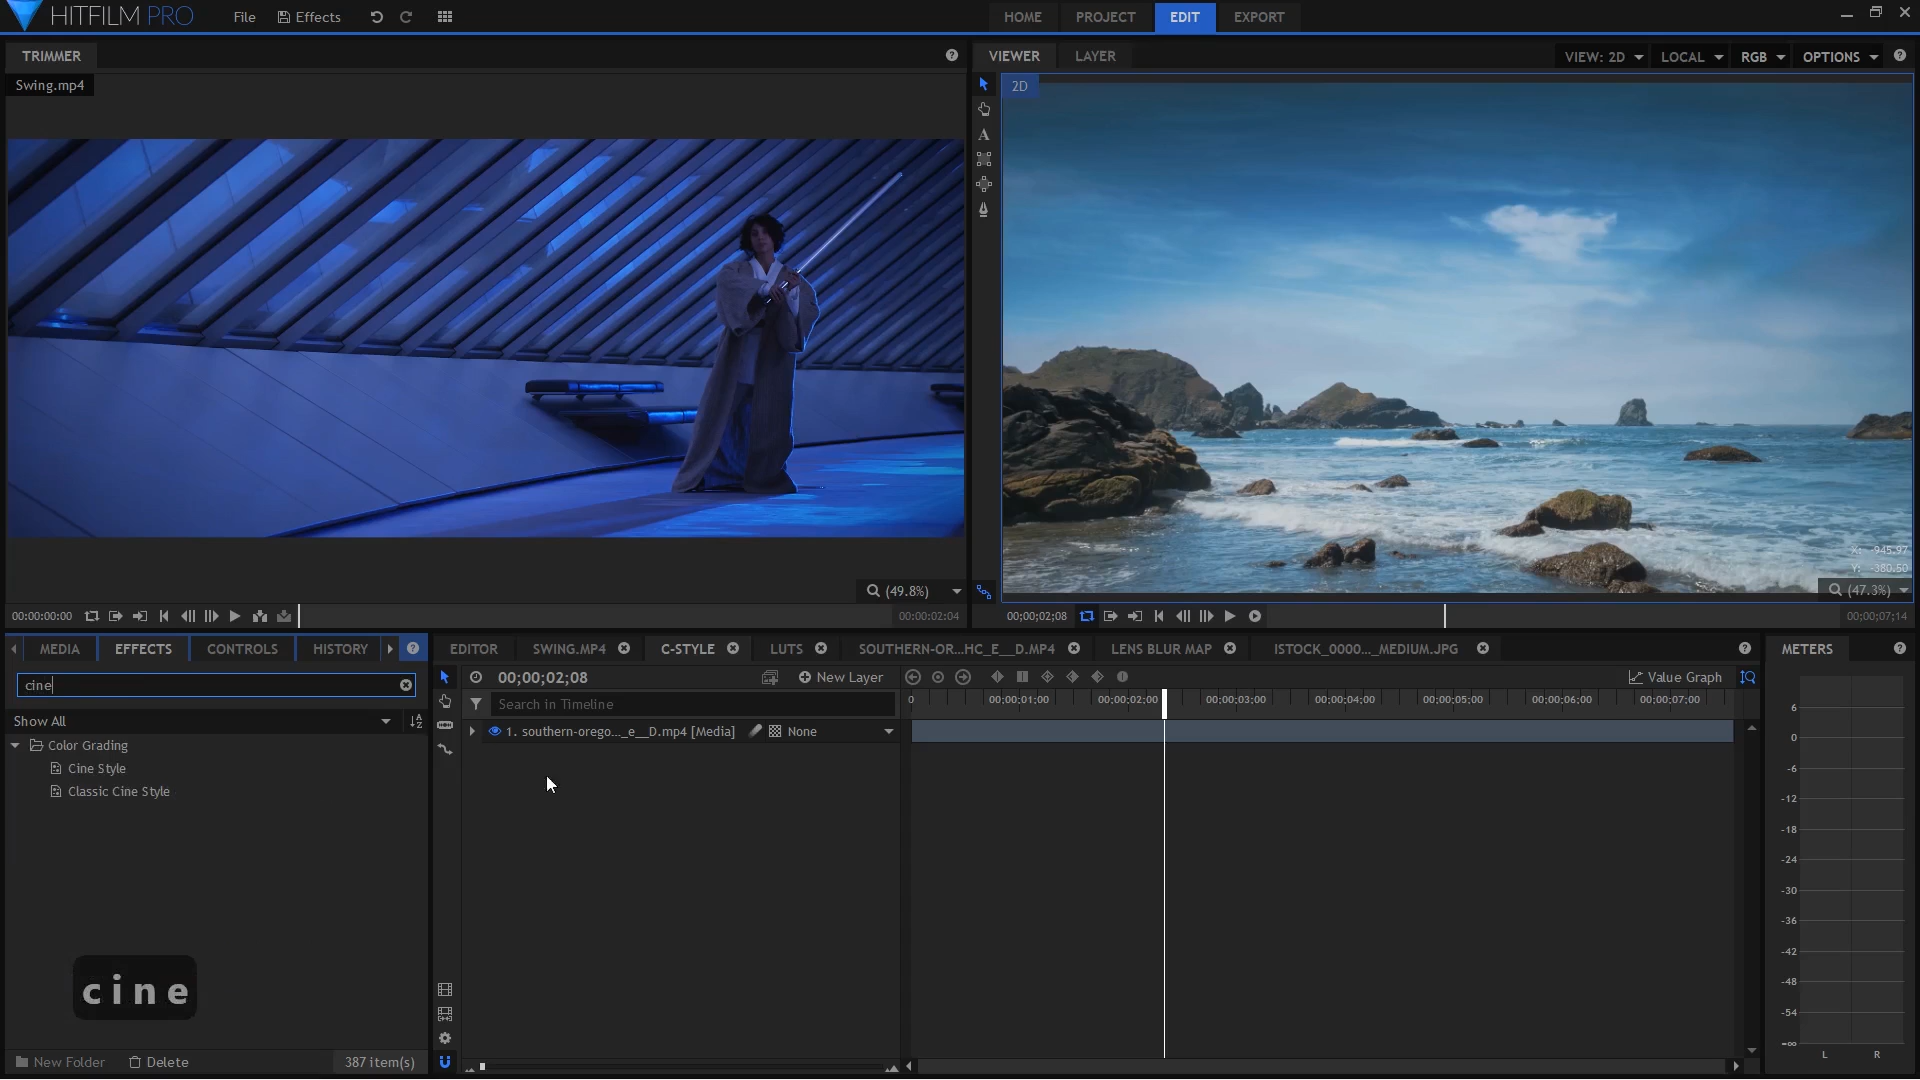 HITFILM PRO File Effects HOME PROJECT EDIT EXPORT
TRIMMER
Swing.mp4
(49.8%)
00:00:00:00 00:00:02:04
VIEWER LAYER VIEW: 2D LOCAL RGB OPTIONS
2D
A
X: -945.97
Y: -380.50
(47.3%)
00;00;02;08 00;00;07;14
MEDIA EFFECTS CONTROLS HISTORY
cine
Show All
Color Grading
Cine Style
Classic Cine Style
cine
New Folder Delete 387 item(s)
EDITOR SWING.MP4 C-STYLE LUTS SOUTHERN-OR...HC_E__D.MP4 LENS BLUR MAP ISTOCK_0000..._MEDIUM.JPG
00;00;02;08 New Layer Value Graph
Search in Timeline
0 00;00;01;00 00;00;02;00 00;00;03;00 00;00;04;00 00;00;05;00 00;00;06;00 00;00;07;00
1. southern-orego..._e__D.mp4 [Media] None
METERS
6
0
-6
-12
-18
-24
-30
-36
-42
-48
-54
-∞
L R